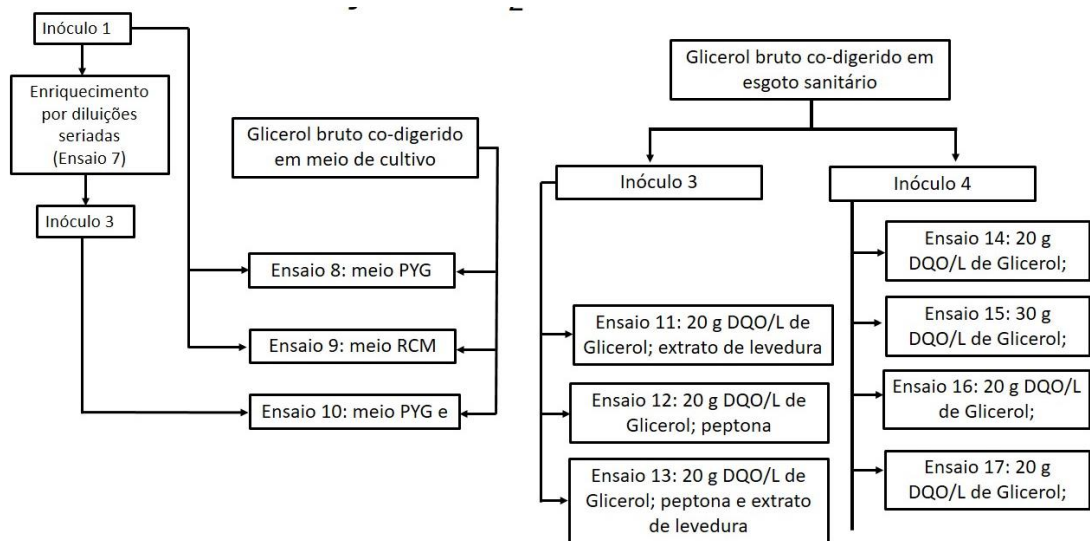 Inóculo 1
Enriquecimento
por diluições
seriadas
(Ensaio 7)
Inóculo 3
Glicerol bruto co-digerido
em meio de cultivo
Ensaio 8: meio PYG
Ensaio 9: meio RCM
Ensaio 10: meio PYG e
Glicerol bruto co-digerido em
esgoto sanitário
Inóculo 3
Ensaio 11: 20 g DQO/L de
Glicerol; extrato de levedura
Ensaio 12: 20 g DQO/L de
Glicerol; peptona
Ensaio 13: 20 g DQO/L de
Glicerol; peptona e extrato
de levedura
Inóculo 4
Ensaio 14: 20 g
DQO/L de Glicerol;
Ensaio 15: 30 g
DQO/L de Glicerol;
Ensaio 16: 20 g DQO/L
de Glicerol;
Ensaio 17: 20 g
DQO/L de Glicerol;